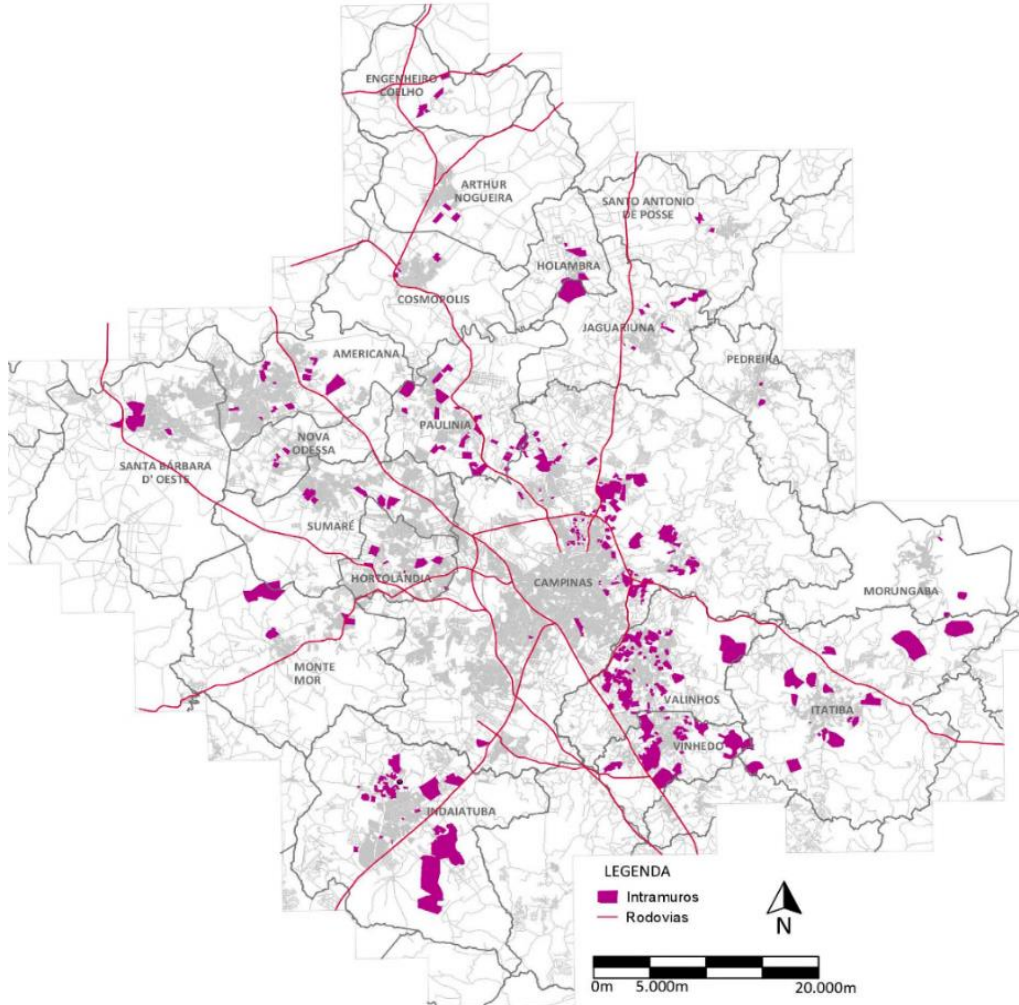 ENGENHEIRO
COELHO
ARTHUR
NOGUEIRA
SANTO ANTONIO
DE POSSE
HOLAMBRA
COSMOPOLIS
JAGUARIUNA
AMERICANA
PEDREIRA
PAULINIA
NOVA
ODESSA
SANTA BÁRBARA
D' OESTE
SUMARÉ
HORTOLÂNDIA
CAMPINAS
MORUNGABA
MONTE
MOR
VALINHOS
ITATIBA
VINHEDO
INDAIATUBA
LEGENDA
Intramuros
Rodovias
N
0m 5.000m 20.000m